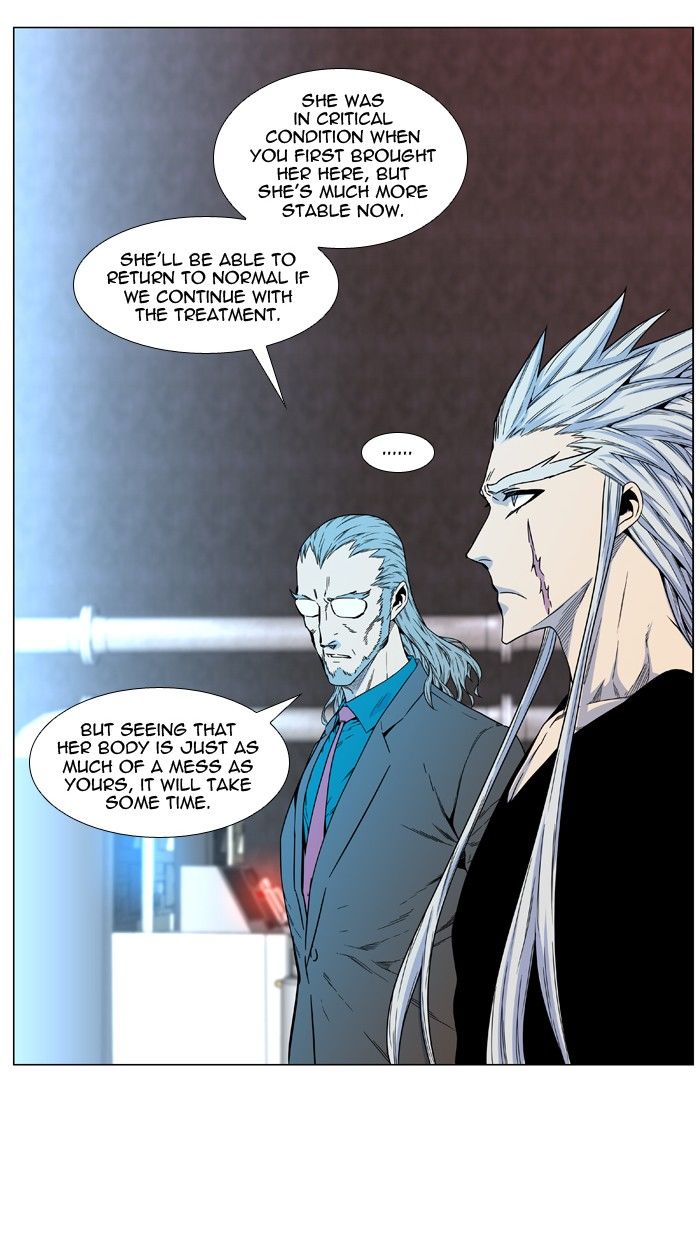 SHE WAS
IN CRITICAL
CONDITION WHEN
YOU FIRST BROUGHT
HER HERE, BUT
SHE'S MUCH MORE
STABLE NOW.
SHE'LL BE ABLE TO
RETURN TO NORMAL IF
WE CONTINUE WITH
THE TREATMENT.
......
BUT SEEING THAT
HER BODY IS JUST AS
MUCH OF A MESS AS
YOURS, IT WILL TAKE
SOME TIME.